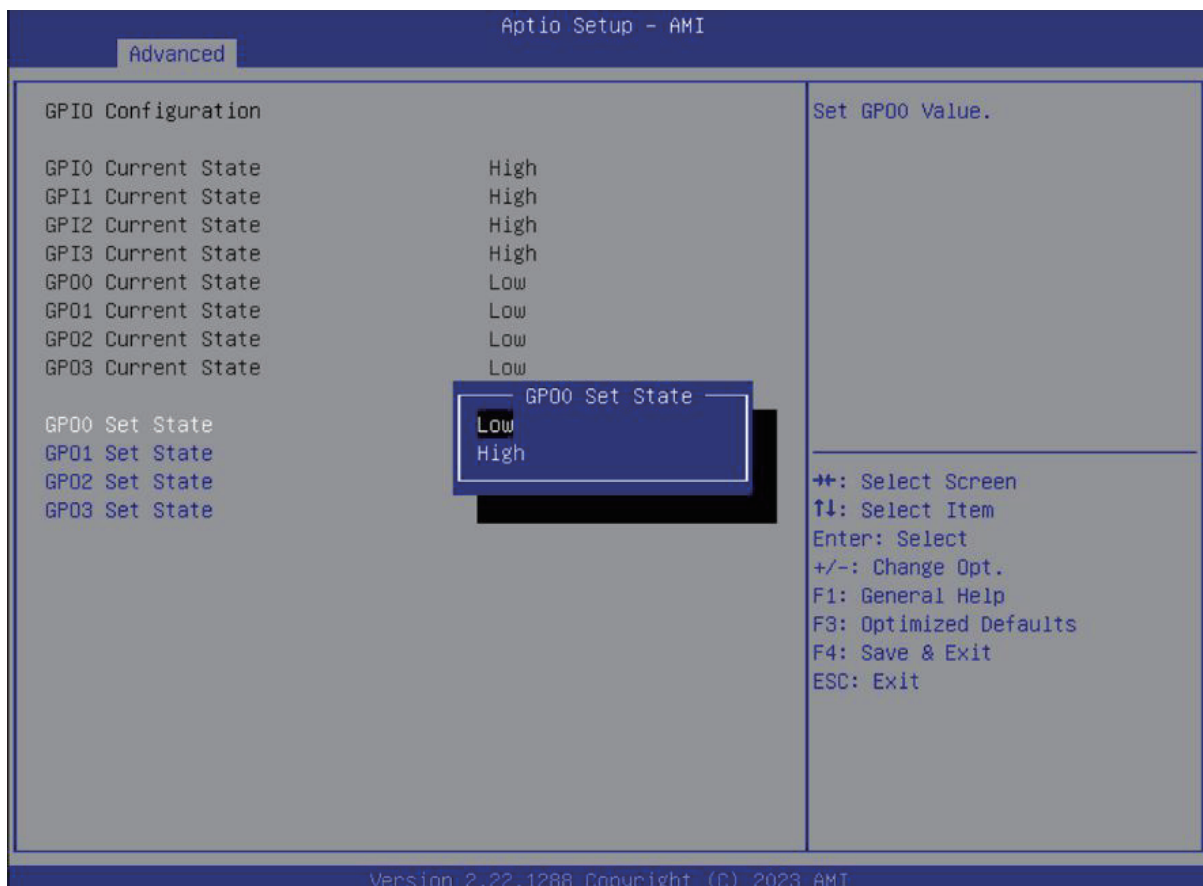 Aptio Setup - AMI
Advanced
GPIO Configuration
GPI0 Current State High
GPI1 Current State High
GPI2 Current State High
GPI3 Current State High
GPO0 Current State Low
GPO1 Current State Low
GPO2 Current State Low
GPO3 Current State Low
GPO0 Set State
GPO1 Set State
GPO2 Set State
GPO3 Set State
GPO0 Set State
Low
High
Set GPO0 Value.
→←: Select Screen
↑↓: Select Item
Enter: Select
+/-: Change Opt.
F1: General Help
F3: Optimized Defaults
F4: Save & Exit
ESC: Exit
Version 2.22.1288 Copyright (C) 2023 AMI